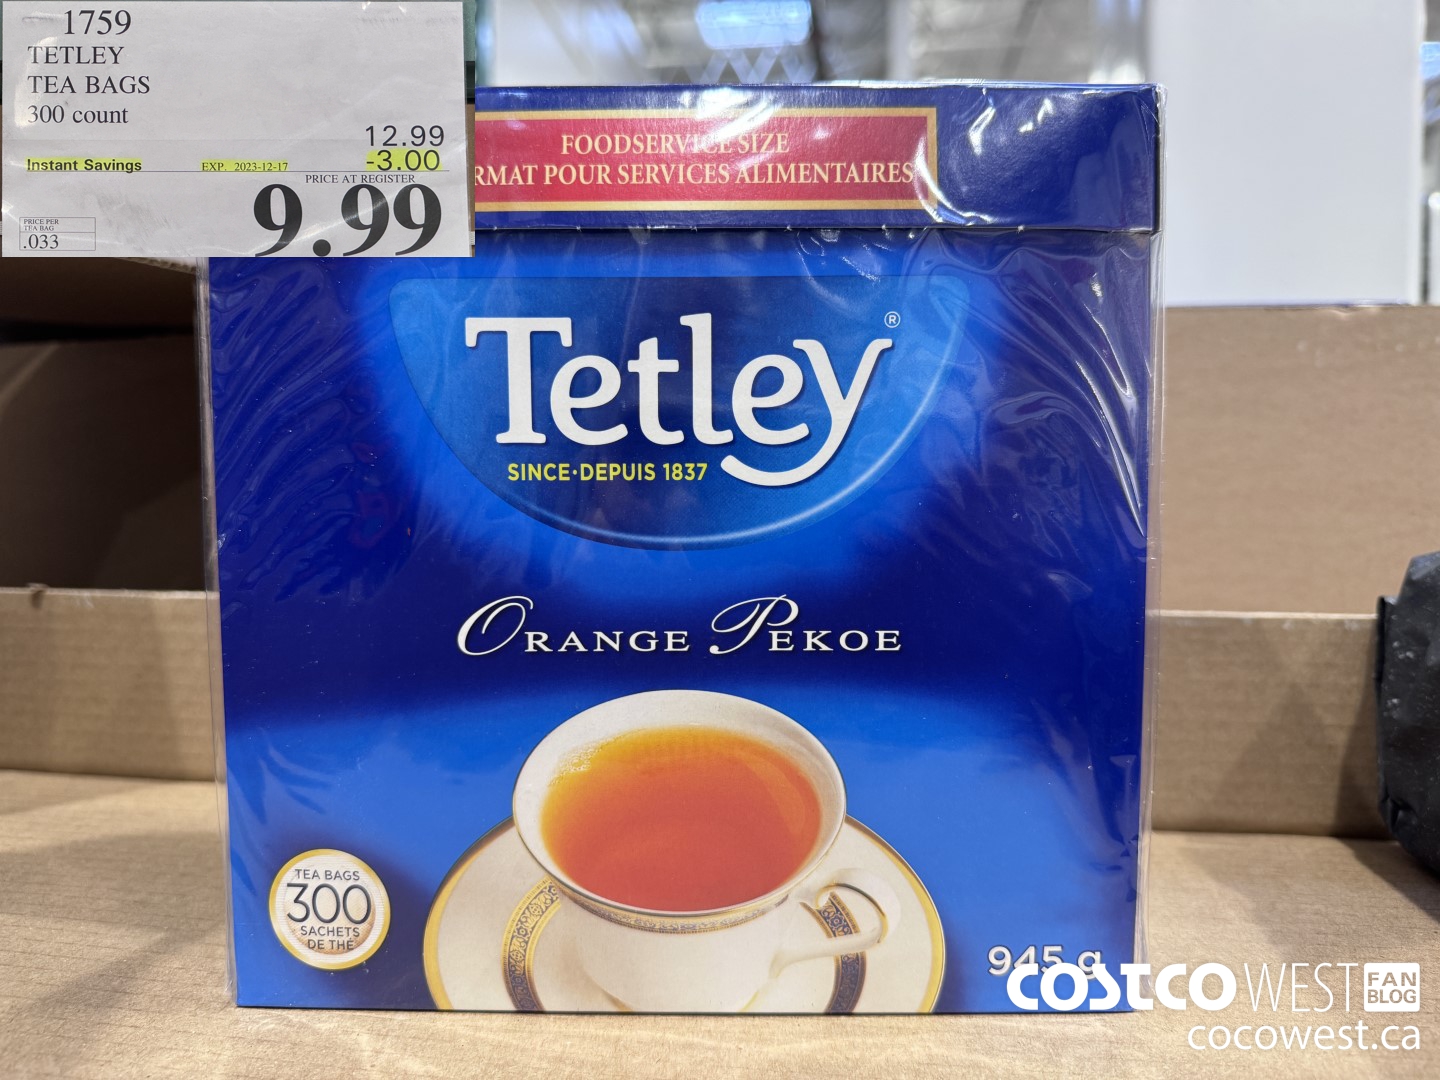 1759
TETLEY
TEA BAGS
300 count
12.99
Instant Savings EXP. 2023-12-17 -3.00
PRICE AT REGISTER
9.99
PRICE PER
TEA BAG
.033
FOODSERVICE SIZE
RMAT POUR SERVICES ALIMENTAIRES
Tetley®
SINCE·DEPUIS 1837
ORANGE PEKOE
TEA BAGS
300
SACHETS
DE THÉ
945 g
COSTCO WEST FAN BLOG
cocowest.ca